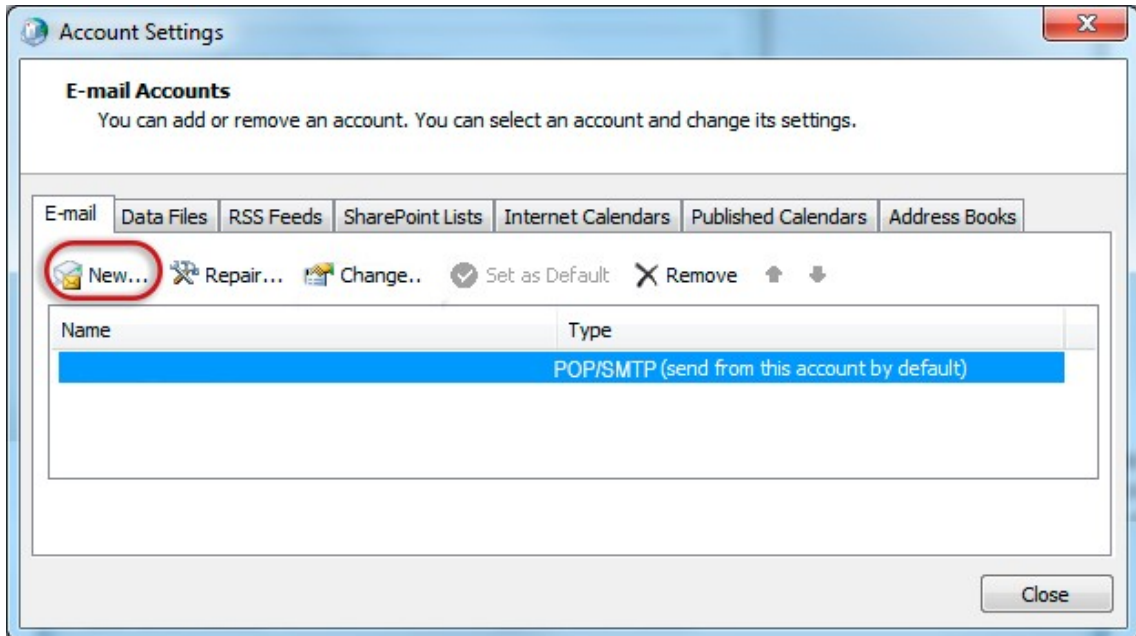 Account Settings
E-mail Accounts
You can add or remove an account. You can select an account and change its settings.
E-mail Data Files RSS Feeds SharePoint Lists Internet Calendars Published Calendars Address Books
New... Repair... Change.. Set as Default Remove
Name Type
POP/SMTP (send from this account by default)
Close